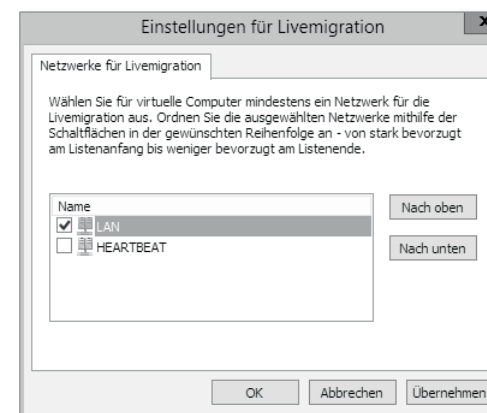 Einstellungen für Livemigration
x
Netzwerke für Livemigration
Wählen Sie für virtuelle Computer mindestens ein Netzwerk für die
Livemigration aus. Ordnen Sie die ausgewählten Netzwerke mithilfe der
Schaltflächen in der gewünschten Reihenfolge an - von stark bevorzugt
am Listenanfang bis weniger bevorzugt am Listenende.
Name
LAN
HEARTBEAT
Nach oben
Nach unten
OK
Abbrechen
Übernehmen